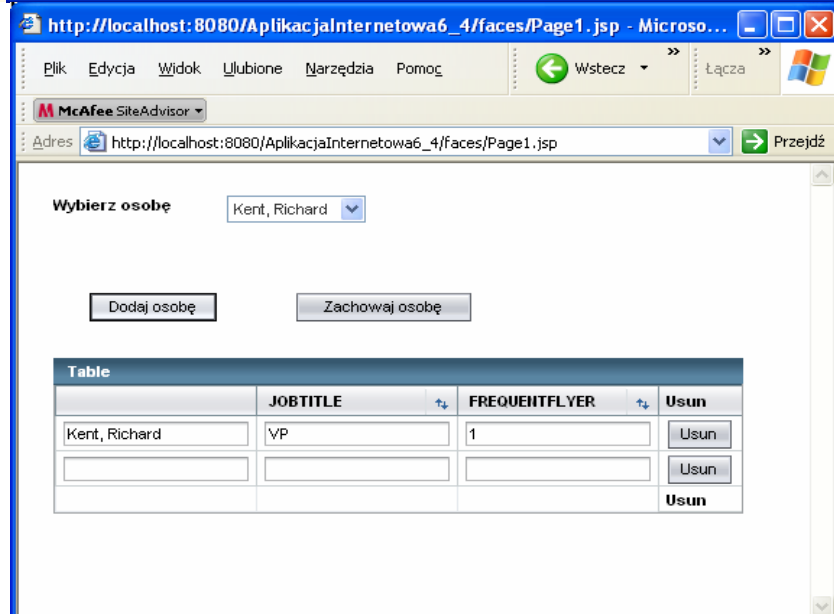 http://localhost:8080/AplikacjaInternetowa6_4/faces/Page1.jsp - Microso...
Plik Edycja Widok Ulubione Narzędzia Pomoc » Wstecz Łącza »
McAfee SiteAdvisor
Adres http://localhost:8080/AplikacjaInternetowa6_4/faces/Page1.jsp Przejdź
Wybierz osobę Kent, Richard
Dodaj osobę Zachowaj osobę
Table
JOBTITLE FREQUENTFLYER Usun
Kent, Richard VP 1 Usun
Usun
Usun